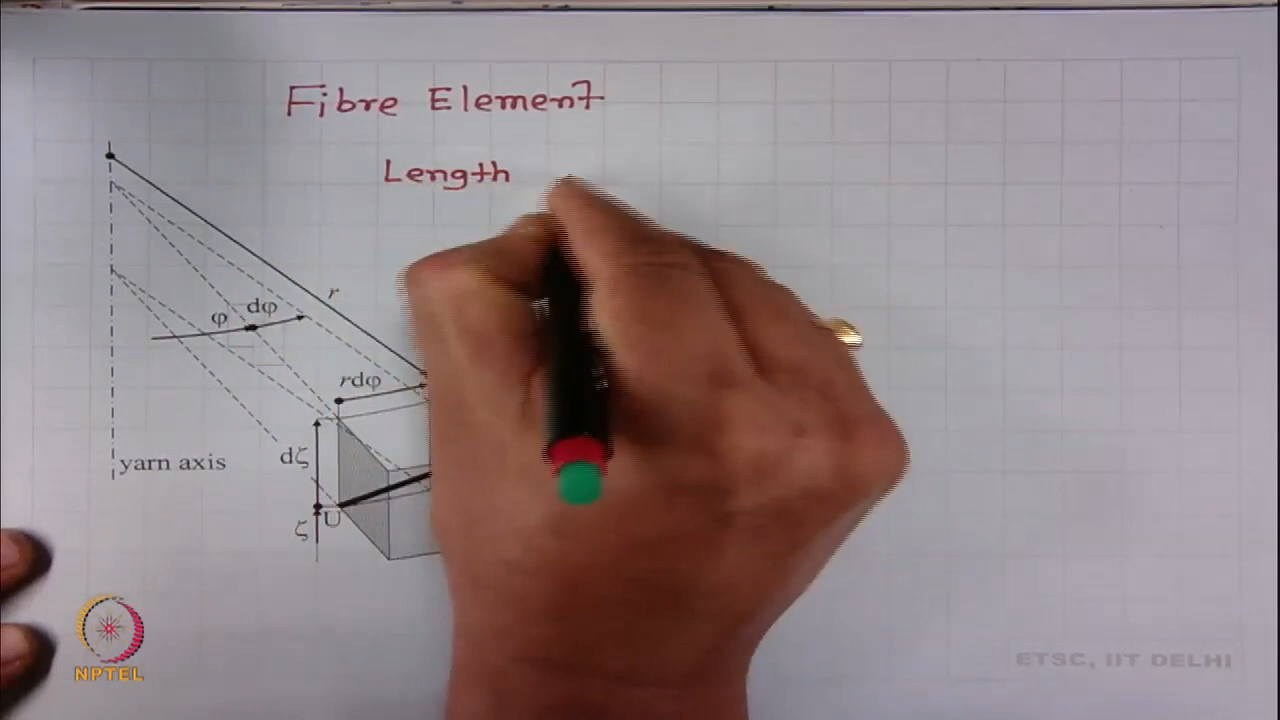 Fibre Element
Length
r
φ dφ
rdφ
yarn axis
dζ
ζ U
NPTEL
ETSC, IIT DELHI